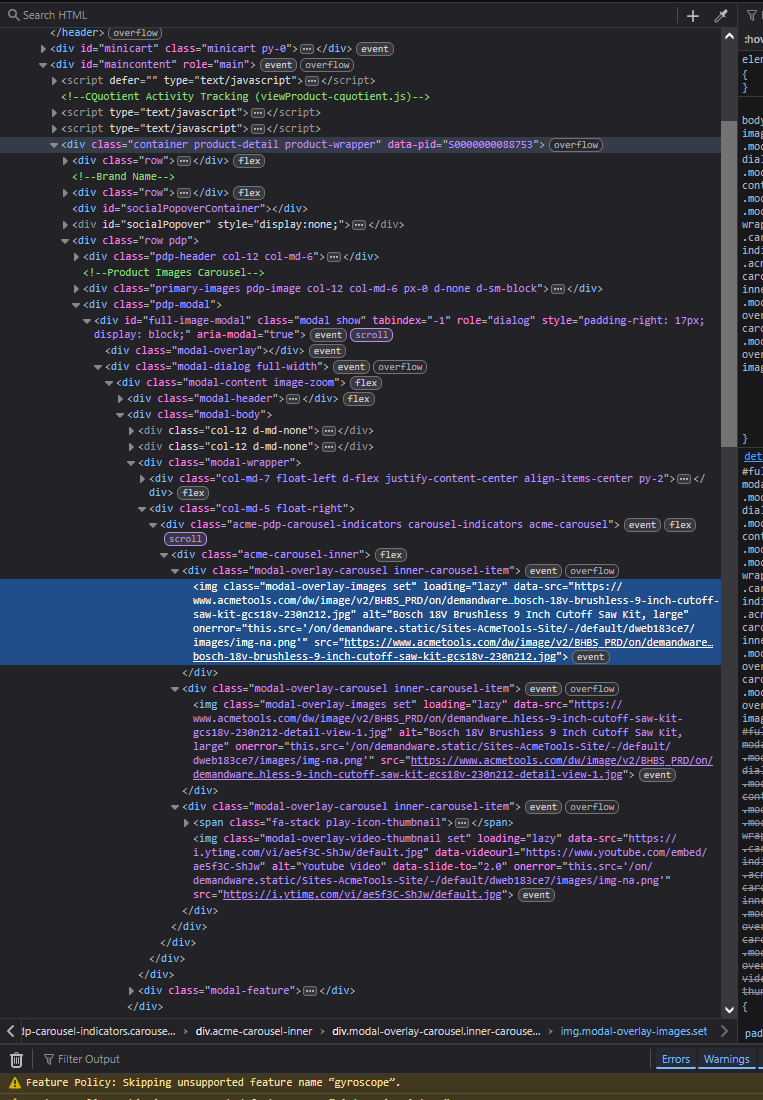 Search HTML
</header> overflow
<div id="minicart" class="minicart py-0"> </div> event
<div id="maincontent" role="main"> event overflow
<script defer="" type="text/javascript"> </script>
<!--CQuotient Activity Tracking (viewProduct-cquotient.js)-->
<script type="text/javascript"> </script>
<script type="text/javascript"> </script>
<div class="container product-detail product-wrapper" data-pid="S0000000088753"> overflow
<div class="row"> </div> flex
<!--Brand Name-->
<div class="row"> </div> flex
<div id="socialPopoverContainer"></div>
<div id="socialPopover" style="display:none;"> </div>
<div class="row pdp">
<div class="pdp-header col-12 col-md-6"> </div>
<!--Product Images Carousel-->
<div class="primary-images pdp-image col-12 col-md-6 px-0 d-none d-sm-block"> </div>
<div class="pdp-modal">
<div id="full-image-modal" class="modal show" tabindex="-1" role="dialog" style="padding-right: 17px;
display: block;" aria-modal="true"> event scroll
<div class="modal-overlay"></div> event
<div class="modal-dialog full-width"> event overflow
<div class="modal-content image-zoom"> flex
<div class="modal-header"> </div> flex
<div class="modal-body">
<div class="col-12 d-md-none"> </div>
<div class="col-12 d-md-none"> </div>
<div class="modal-wrapper">
<div class="col-md-7 float-left d-flex justify-content-center align-items-center py-2"> </
div> flex
<div class="col-md-5 float-right">
<div class="acme-pdp-carousel-indicators carousel-indicators acme-carousel"> event flex
scroll
<div class="acme-carousel-inner"> flex
<div class="modal-overlay-carousel inner-carousel-item"> event overflow
<img class="modal-overlay-images set" loading="lazy" data-src="https://
www.acmetools.com/dw/image/v2/BHBS_PRD/on/demandware…bosch-18v-brushless-9-inch-cutoff-
saw-kit-gcs18v-230n212.jpg" alt="Bosch 18V Brushless 9 Inch Cutoff Saw Kit, large"
onerror="this.src='/on/demandware.static/Sites-AcmeTools-Site/-/default/dweb183ce7/
images/img-na.png'" src="https://www.acmetools.com/dw/image/v2/BHBS_PRD/on/demandware…
bosch-18v-brushless-9-inch-cutoff-saw-kit-gcs18v-230n212.jpg"> event
</div>
<div class="modal-overlay-carousel inner-carousel-item"> event overflow
<img class="modal-overlay-images set" loading="lazy" data-src="https://
www.acmetools.com/dw/image/v2/BHBS_PRD/on/demandware…hless-9-inch-cutoff-saw-kit-
gcs18v-230n212-detail-view-1.jpg" alt="Bosch 18V Brushless 9 Inch Cutoff Saw Kit,
large" onerror="this.src='/on/demandware.static/Sites-AcmeTools-Site/-/default/
dweb183ce7/images/img-na.png'" src="https://www.acmetools.com/dw/image/v2/BHBS_PRD/on/
demandware…hless-9-inch-cutoff-saw-kit-gcs18v-230n212-detail-view-1.jpg"> event
</div>
<div class="modal-overlay-carousel inner-carousel-item"> event overflow
<span class="fa-stack play-icon-thumbnail"> </span>
<img class="modal-overlay-video-thumbnail set" loading="lazy" data-src="https://
i.ytimg.com/vi/ae5f3C-ShJw/default.jpg" data-videourl="https://www.youtube.com/embed/
ae5f3C-ShJw" alt="Youtube Video" data-slide-to="2.0" onerror="this.src='/on/
demandware.static/Sites-AcmeTools-Site/-/default/dweb183ce7/images/img-na.png'"
src="https://i.ytimg.com/vi/ae5f3C-ShJw/default.jpg"> event
</div>
</div>
</div>
</div>
</div>
<div class="modal-feature"> </div>
</div>
dp-carousel-indicators.carouse… div.acme-carousel-inner div.modal-overlay-carousel.inner-carouse… img.modal-overlay-images.set
Filter Output Errors Warnings
Feature Policy: Skipping unsupported feature name “gyroscope”.